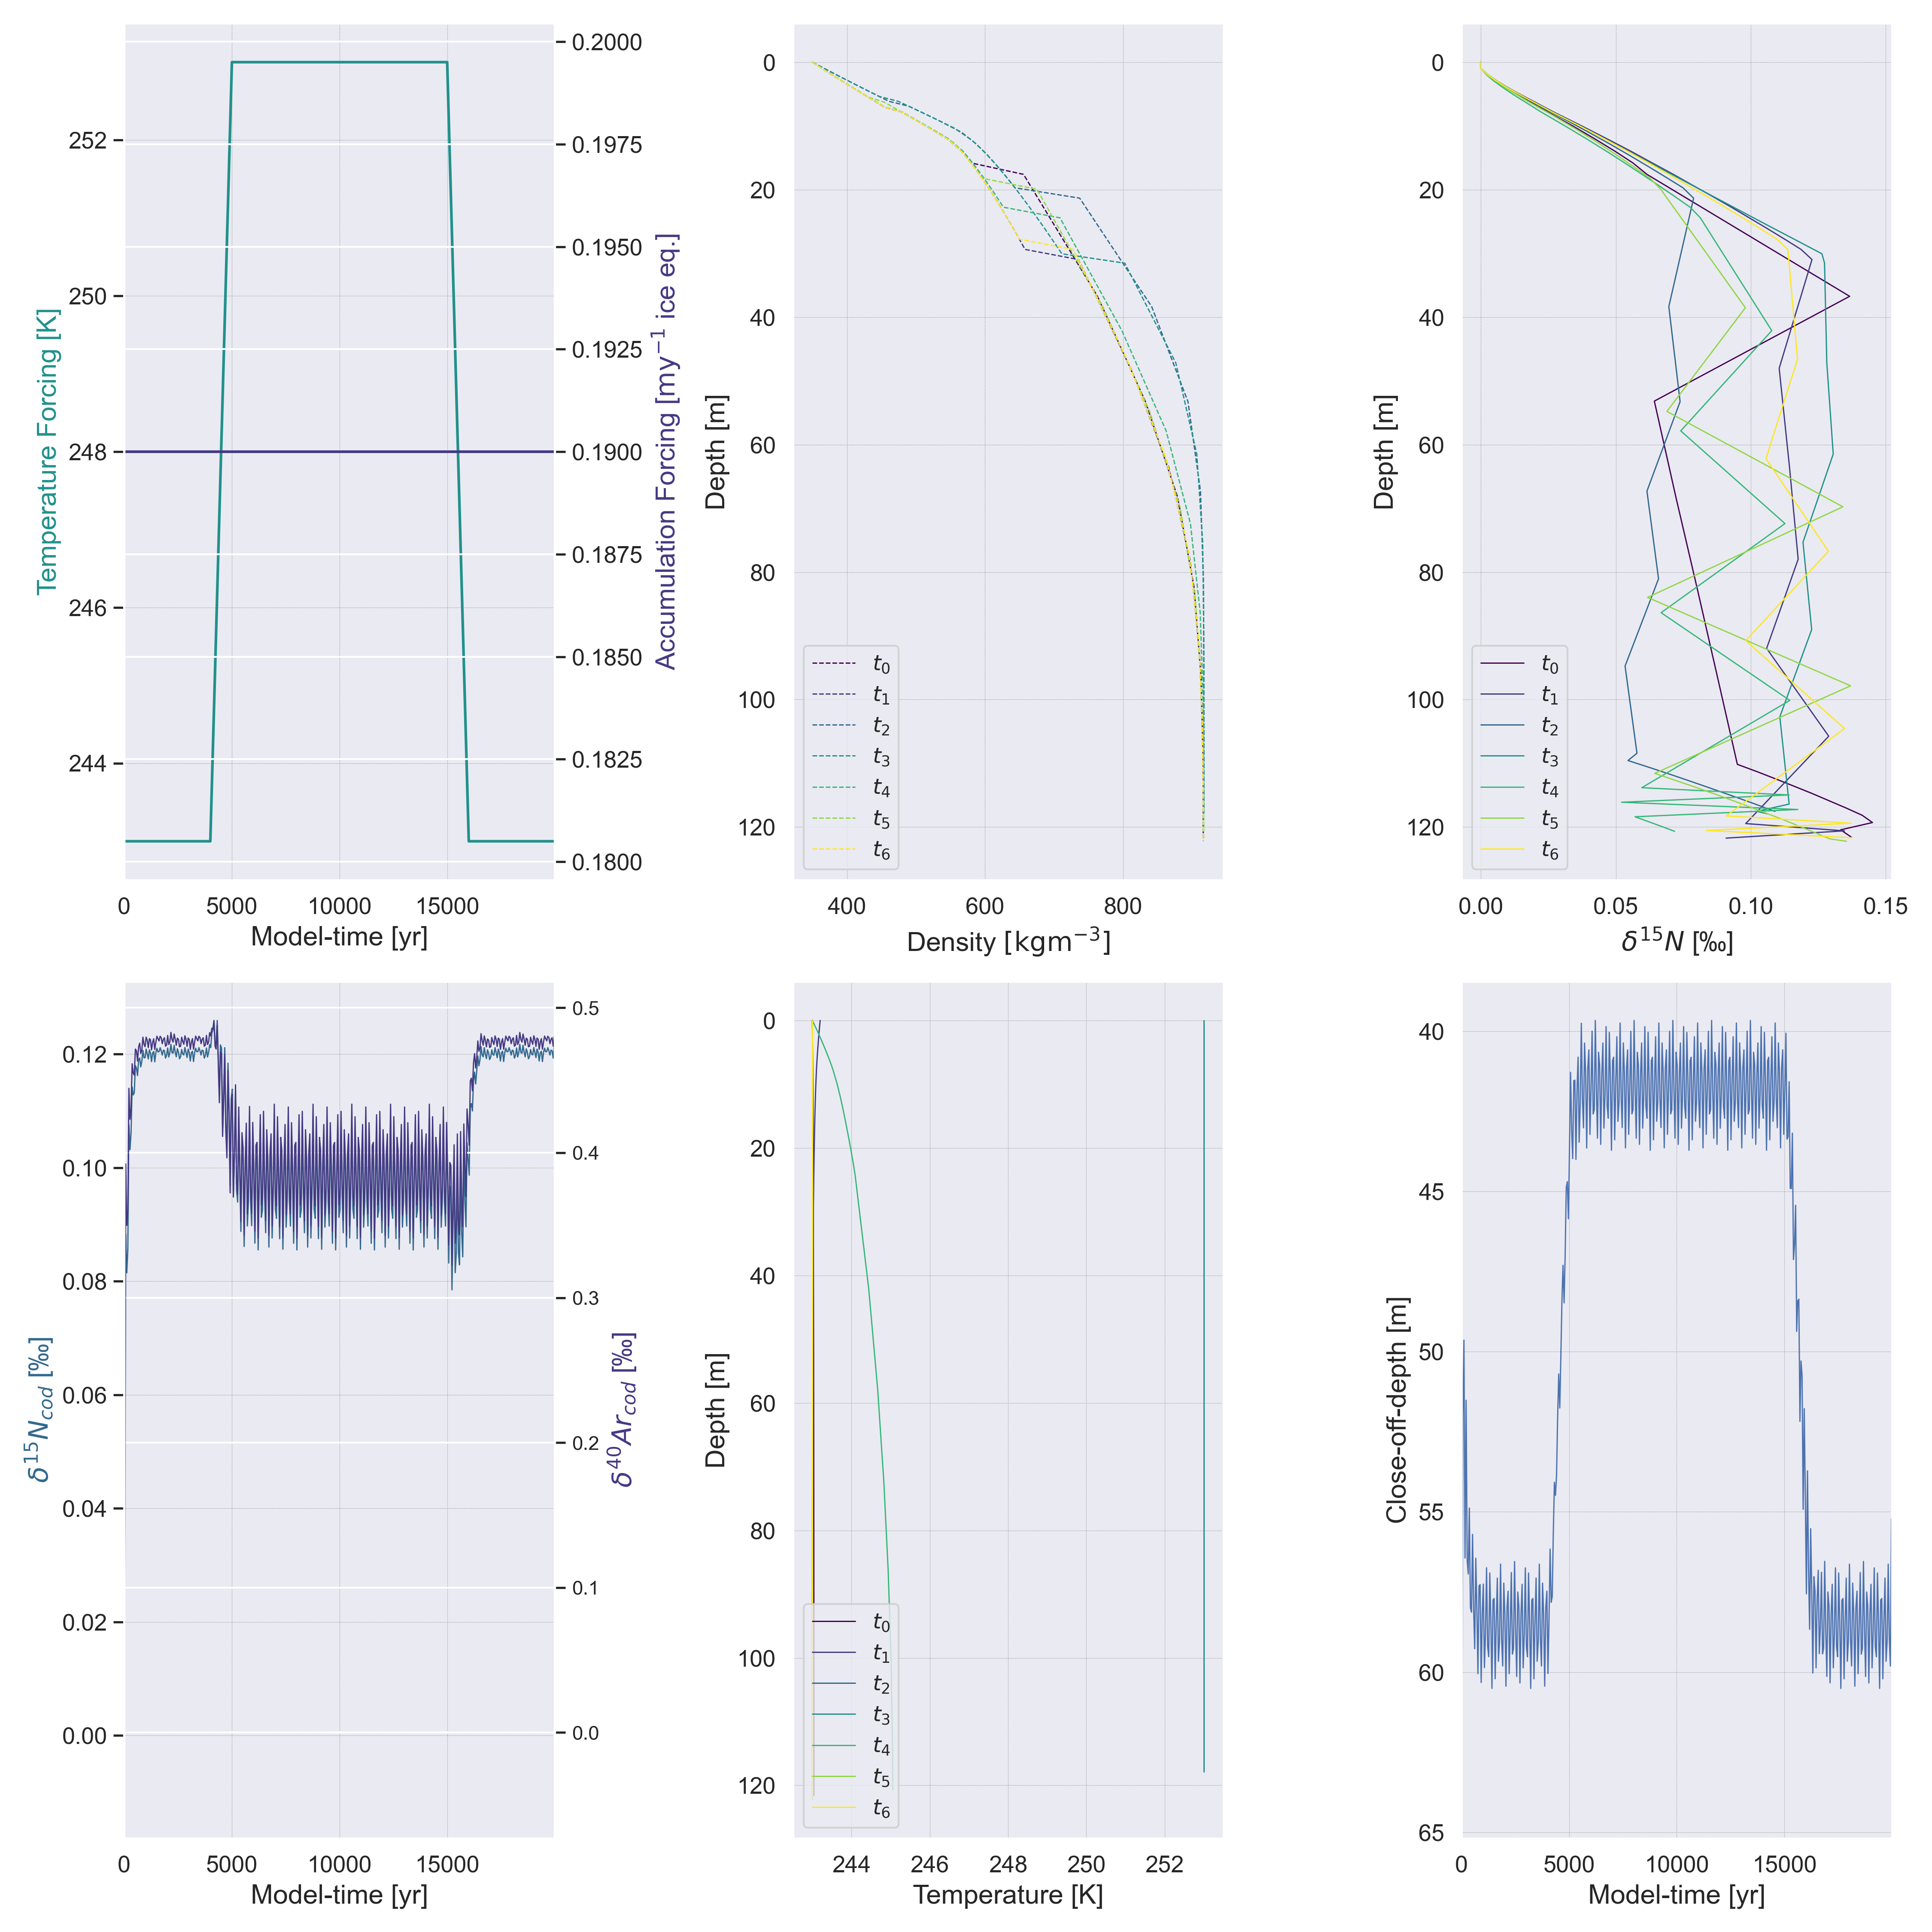 Temperature Forcing [K]
252
250
248
246
244
0.2000
0.1975
0.1950
0.1925
0.1900
0.1875
0.1850
0.1825
0.1800
Accumulation Forcing [my⁻¹ ice eq.]
0 5000 10000 15000
Model-time [yr]
Depth [m]
0
20
40
60
80
100
120
t₀
t₁
t₂
t₃
t₄
t₅
t₆
400 600 800
Density [kgm⁻³]
Depth [m]
0
20
40
60
80
100
120
t₀
t₁
t₂
t₃
t₄
t₅
t₆
0.00 0.05 0.10 0.15
δ¹⁵N [‰]
δ¹⁵N_cod [‰]
0.12
0.10
0.08
0.06
0.04
0.02
0.00
0.5
0.4
0.3
0.2
0.1
0.0
δ⁴⁰Ar_cod [‰]
0 5000 10000 15000
Model-time [yr]
Depth [m]
0
20
40
60
80
100
120
t₀
t₁
t₂
t₃
t₄
t₅
t₆
244 246 248 250 252
Temperature [K]
Close-off-depth [m]
40
45
50
55
60
65
0 5000 10000 15000
Model-time [yr]